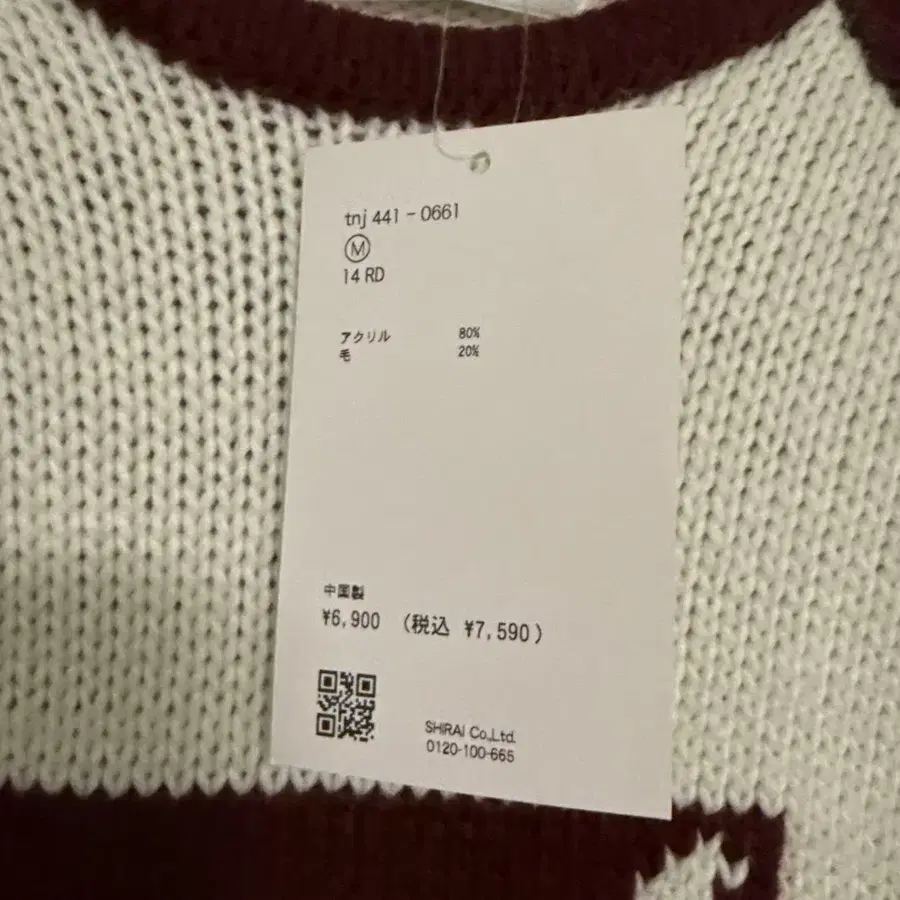 tnj 441-0661
M
14 RD
アクリル 80%
毛 20%
中国製
¥6,900 (税込 ¥7,590)
SHIRAI Co.,Ltd.
0120-100-665